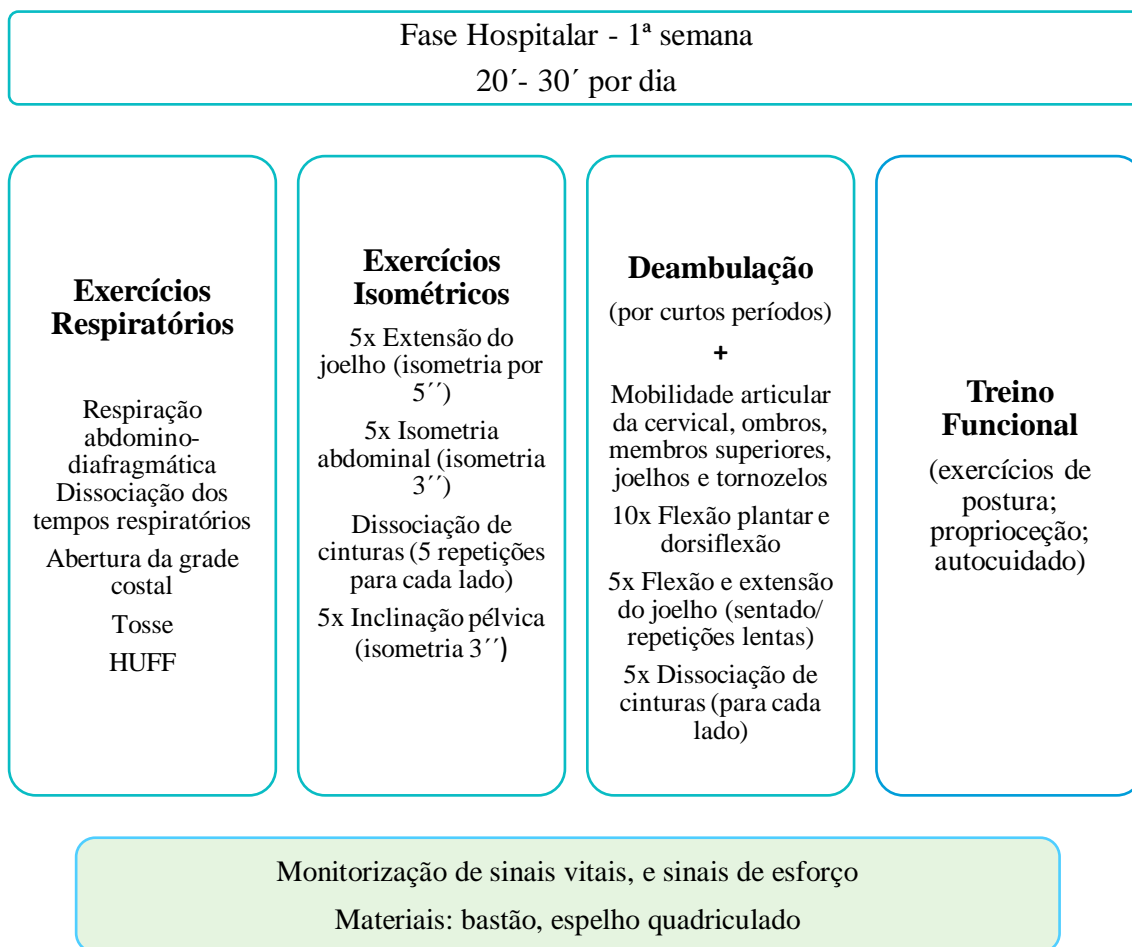 Fase Hospitalar - 1ª semana
20´- 30´ por dia
Exercícios
Respiratórios
Respiração
abdomino-
diafragmática
Dissociação dos
tempos respiratórios
Abertura da grade
costal
Tosse
HUFF
Exercícios
Isométricos
5x Extensão do
joelho (isometria por
5´´)
5x Isometria
abdominal (isometria
3´´)
Dissociação de
cinturas (5 repetições
para cada lado)
5x Inclinação pélvica
(isometria 3´´)
Deambulação
(por curtos períodos)
+
Mobilidade articular
da cervical, ombros,
membros superiores,
joelhos e tornozelos
10x Flexão plantar e
dorsiflexão
5x Flexão e extensão
do joelho (sentado/
repetições lentas)
5x Dissociação de
cinturas (para cada
lado)
Treino
Funcional
(exercícios de
postura;
proprioceção;
autocuidado)
Monitorização de sinais vitais, e sinais de esforço
Materiais: bastão, espelho quadriculado